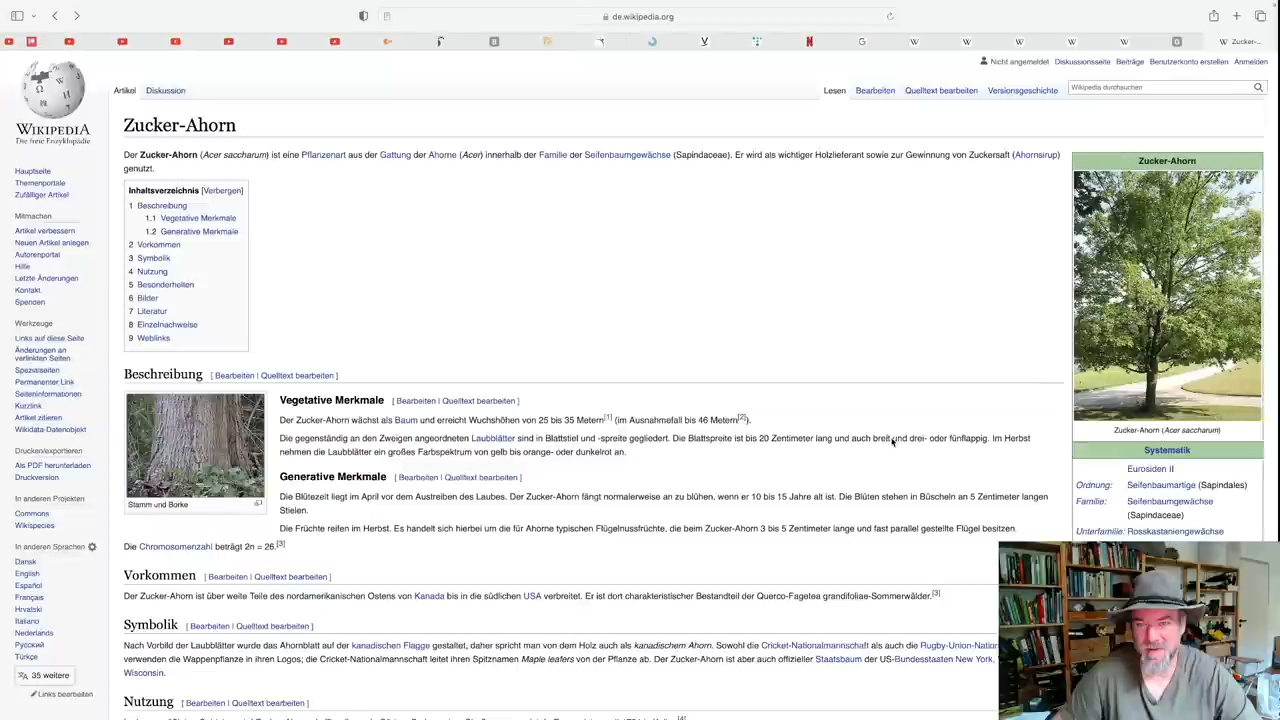 de.wikipedia.org
Zucker-...
Nicht angemeldet Diskussionsseite Beiträge Benutzerkonto erstellen Anmelden
Artikel Diskussion Lesen Bearbeiten Quelltext bearbeiten Versionsgeschichte Wikipedia durchsuchen
WIKIPEDIA
Die freie Enzyklopädie
Hauptseite
Themenportale
Zufälliger Artikel
Mitmachen
Artikel verbessern
Neuen Artikel anlegen
Autorenportal
Hilfe
Letzte Änderungen
Kontakt
Spenden
Werkzeuge
Links auf diese Seite
Änderungen an
verlinkten Seiten
Spezialseiten
Permanenter Link
Seiteninformationen
Kurzlink
Artikel zitieren
Wikidata-Datenobjekt
Drucken/exportieren
Als PDF herunterladen
Druckversion
In anderen Projekten
Commons
Wikispecies
In anderen Sprachen
Dansk
English
Español
Français
Hrvatski
Italiano
Nederlands
Русский
Türkçe
35 weitere
Links bearbeiten
Zucker-Ahorn
Der Zucker-Ahorn (Acer saccharum) ist eine Pflanzenart aus der Gattung der Ahorne (Acer) innerhalb der Familie der Seifenbaumgewächse (Sapindaceae). Er wird als wichtiger Holzlieferant sowie zur Gewinnung von Zuckersaft (Ahornsirup)
genutzt.
Inhaltsverzeichnis [Verbergen]
1 Beschreibung
1.1 Vegetative Merkmale
1.2 Generative Merkmale
2 Vorkommen
3 Symbolik
4 Nutzung
5 Besonderheiten
6 Bilder
7 Literatur
8 Einzelnachweise
9 Weblinks
Beschreibung [ Bearbeiten | Quelltext bearbeiten ]
Stamm und Borke
Vegetative Merkmale [ Bearbeiten | Quelltext bearbeiten ]
Der Zucker-Ahorn wächst als Baum und erreicht Wuchshöhen von 25 bis 35 Metern[1] (im Ausnahmefall bis 46 Metern[2]).
Die gegenständig an den Zweigen angeordneten Laubblätter sind in Blattstiel und -spreite gegliedert. Die Blattspreite ist bis 20 Zentimeter lang und auch breit und drei- oder fünflappig. Im Herbst
nehmen die Laubblätter ein großes Farbspektrum von gelb bis orange- oder dunkelrot an.
Generative Merkmale [ Bearbeiten | Quelltext bearbeiten ]
Die Blütezeit liegt im April vor dem Austreiben des Laubes. Der Zucker-Ahorn fängt normalerweise an zu blühen, wenn er 10 bis 15 Jahre alt ist. Die Blüten stehen in Büscheln an 5 Zentimeter langen
Stielen.
Die Früchte reifen im Herbst. Es handelt sich hierbei um die für Ahorne typischen Flügelnussfrüchte, die beim Zucker-Ahorn 3 bis 5 Zentimeter lange und fast parallel gestellte Flügel besitzen.
Die Chromosomenzahl beträgt 2n = 26.[3]
Vorkommen [ Bearbeiten | Quelltext bearbeiten ]
Der Zucker-Ahorn ist über weite Teile des nordamerikanischen Ostens von Kanada bis in die südlichen USA verbreitet. Er ist dort charakteristischer Bestandteil der Querco-Fagetea grandifoliae-Sommerwälder.[3]
Symbolik [ Bearbeiten | Quelltext bearbeiten ]
Nach Vorbild der Laubblätter wurde das Ahornblatt auf der kanadischen Flagge gestaltet, daher spricht man von dem Holz auch als kanadischem Ahorn. Sowohl die Cricket-Nationalmannschaft als auch die Rugby-Union-Nation
verwenden die Wappenpflanze in ihren Logos; die Cricket-Nationalmannschaft leitet ihren Spitznamen Maple leafers von der Pflanze ab. Der Zucker-Ahorn ist aber auch offizieller Staatsbaum der US-Bundesstaaten New York,
Wisconsin.
Nutzung [ Bearbeiten | Quelltext bearbeiten ]
Zucker-Ahorn
Zucker-Ahorn (Acer saccharum)
Systematik
Eurosiden II
Ordnung: Seifenbaumartige (Sapindales)
Familie: Seifenbaumgewächse
(Sapindaceae)
Unterfamilie: Rosskastaniengewächse